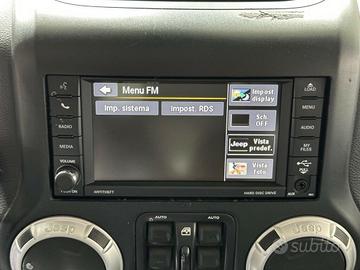 Menu FM
Imp. sistema
Impost. RDS
Impost display
Sch. OFF
Jeep Vista predef.
Vista foto
RADIO
MEDIA
VOLUME
ANTITHEFT
HARD DISC DRIVE
LOAD
MENU
AUDIO
MY FILES
AUTO
AUTO
Jeep
Jeep
subito